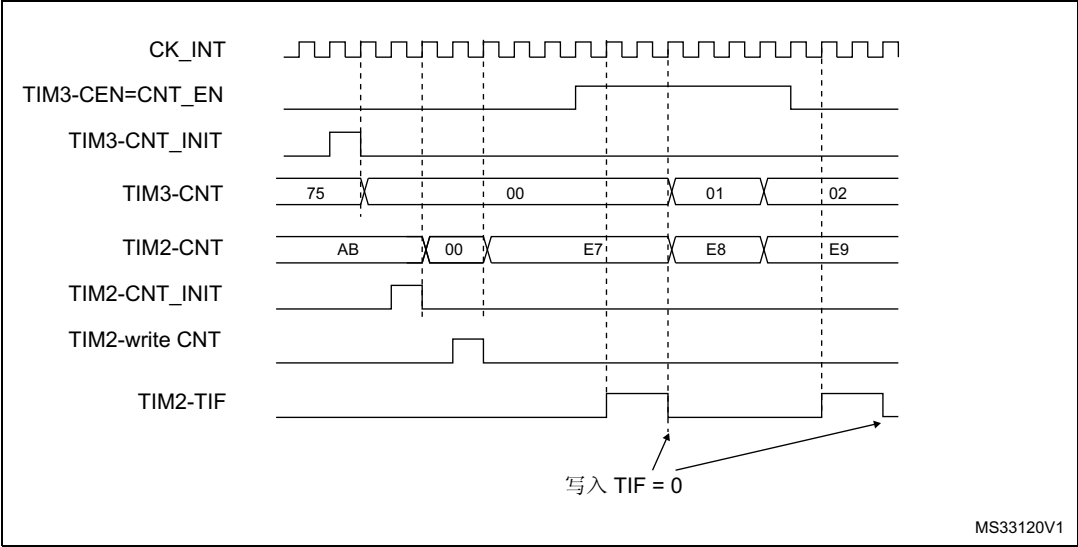 CK_INT
TIM3-CEN=CNT_EN
TIM3-CNT_INIT
TIM3-CNT 75 00 01 02
TIM2-CNT AB 00 E7 E8 E9
TIM2-CNT_INIT
TIM2-write CNT
TIM2-TIF
写入 TIF = 0
MS33120V1